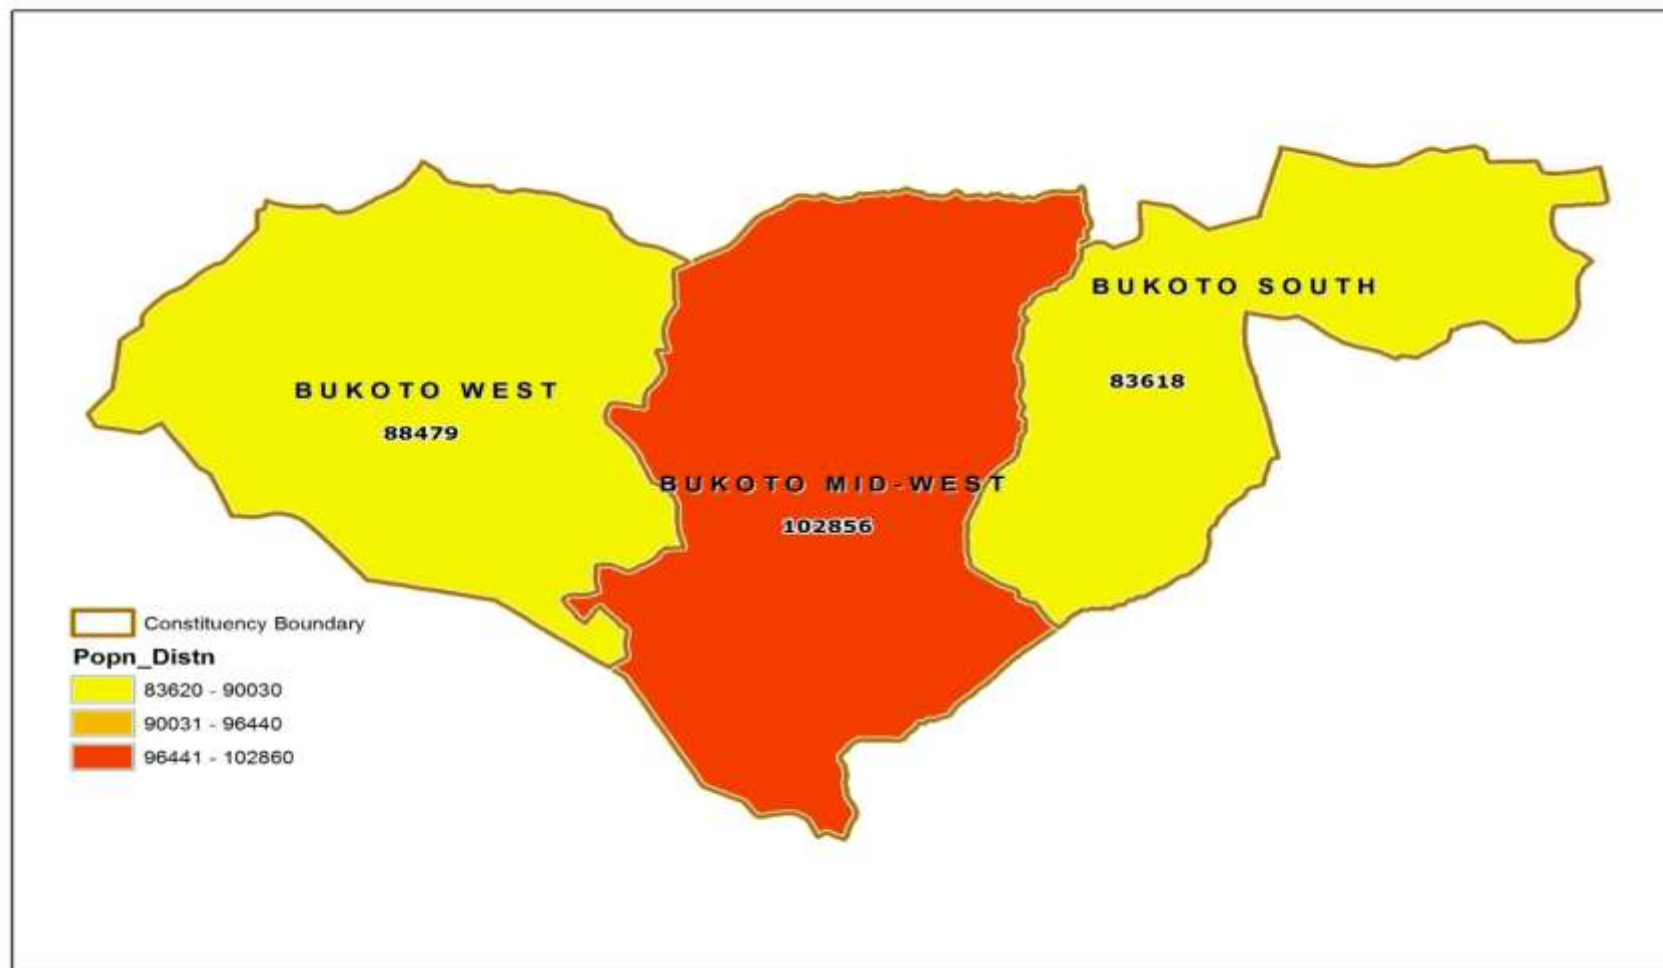 BUKOTO SOUTH
83618
BUKOTO WEST
88479
BUKOTO MID-WEST
102856
Constituency Boundary
Popn_Distn
83620 - 90030
90031 - 96440
96441 - 102860